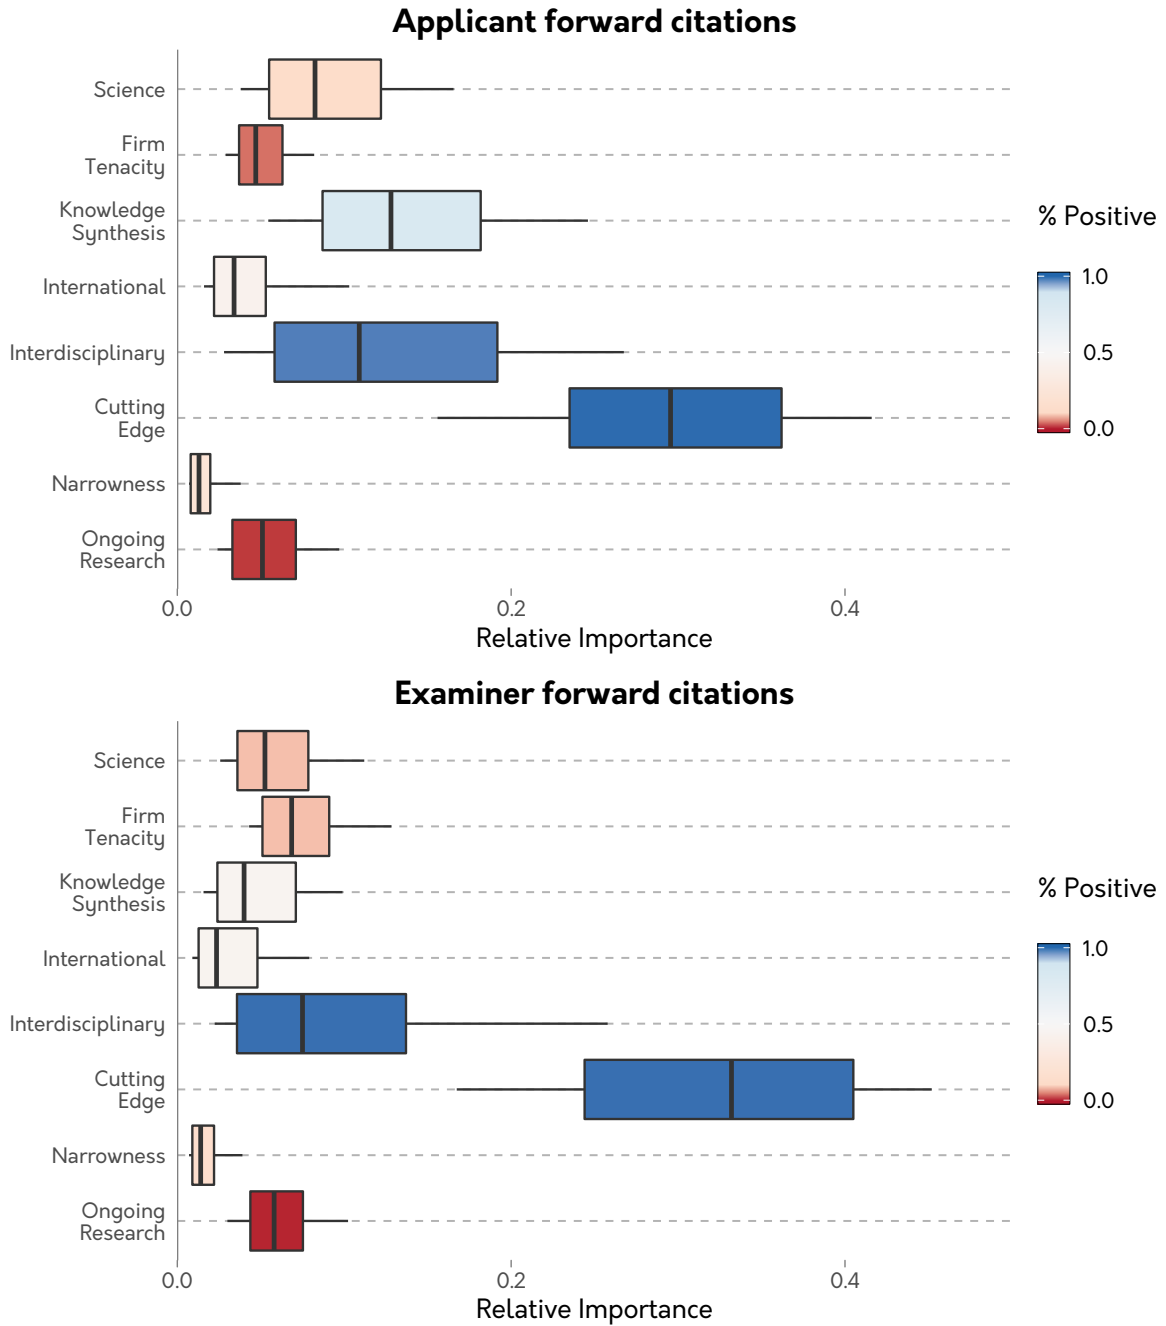 Applicant forward citations
Science
Firm
Tenacity
Knowledge
Synthesis
International
Interdisciplinary
Cutting
Edge
Narrowness
Ongoing
Research
0.0
0.2
0.4
Relative Importance
% Positive
1.0
0.5
0.0
Examiner forward citations
Science
Firm
Tenacity
Knowledge
Synthesis
International
Interdisciplinary
Cutting
Edge
Narrowness
Ongoing
Research
0.0
0.2
0.4
Relative Importance
% Positive
1.0
0.5
0.0